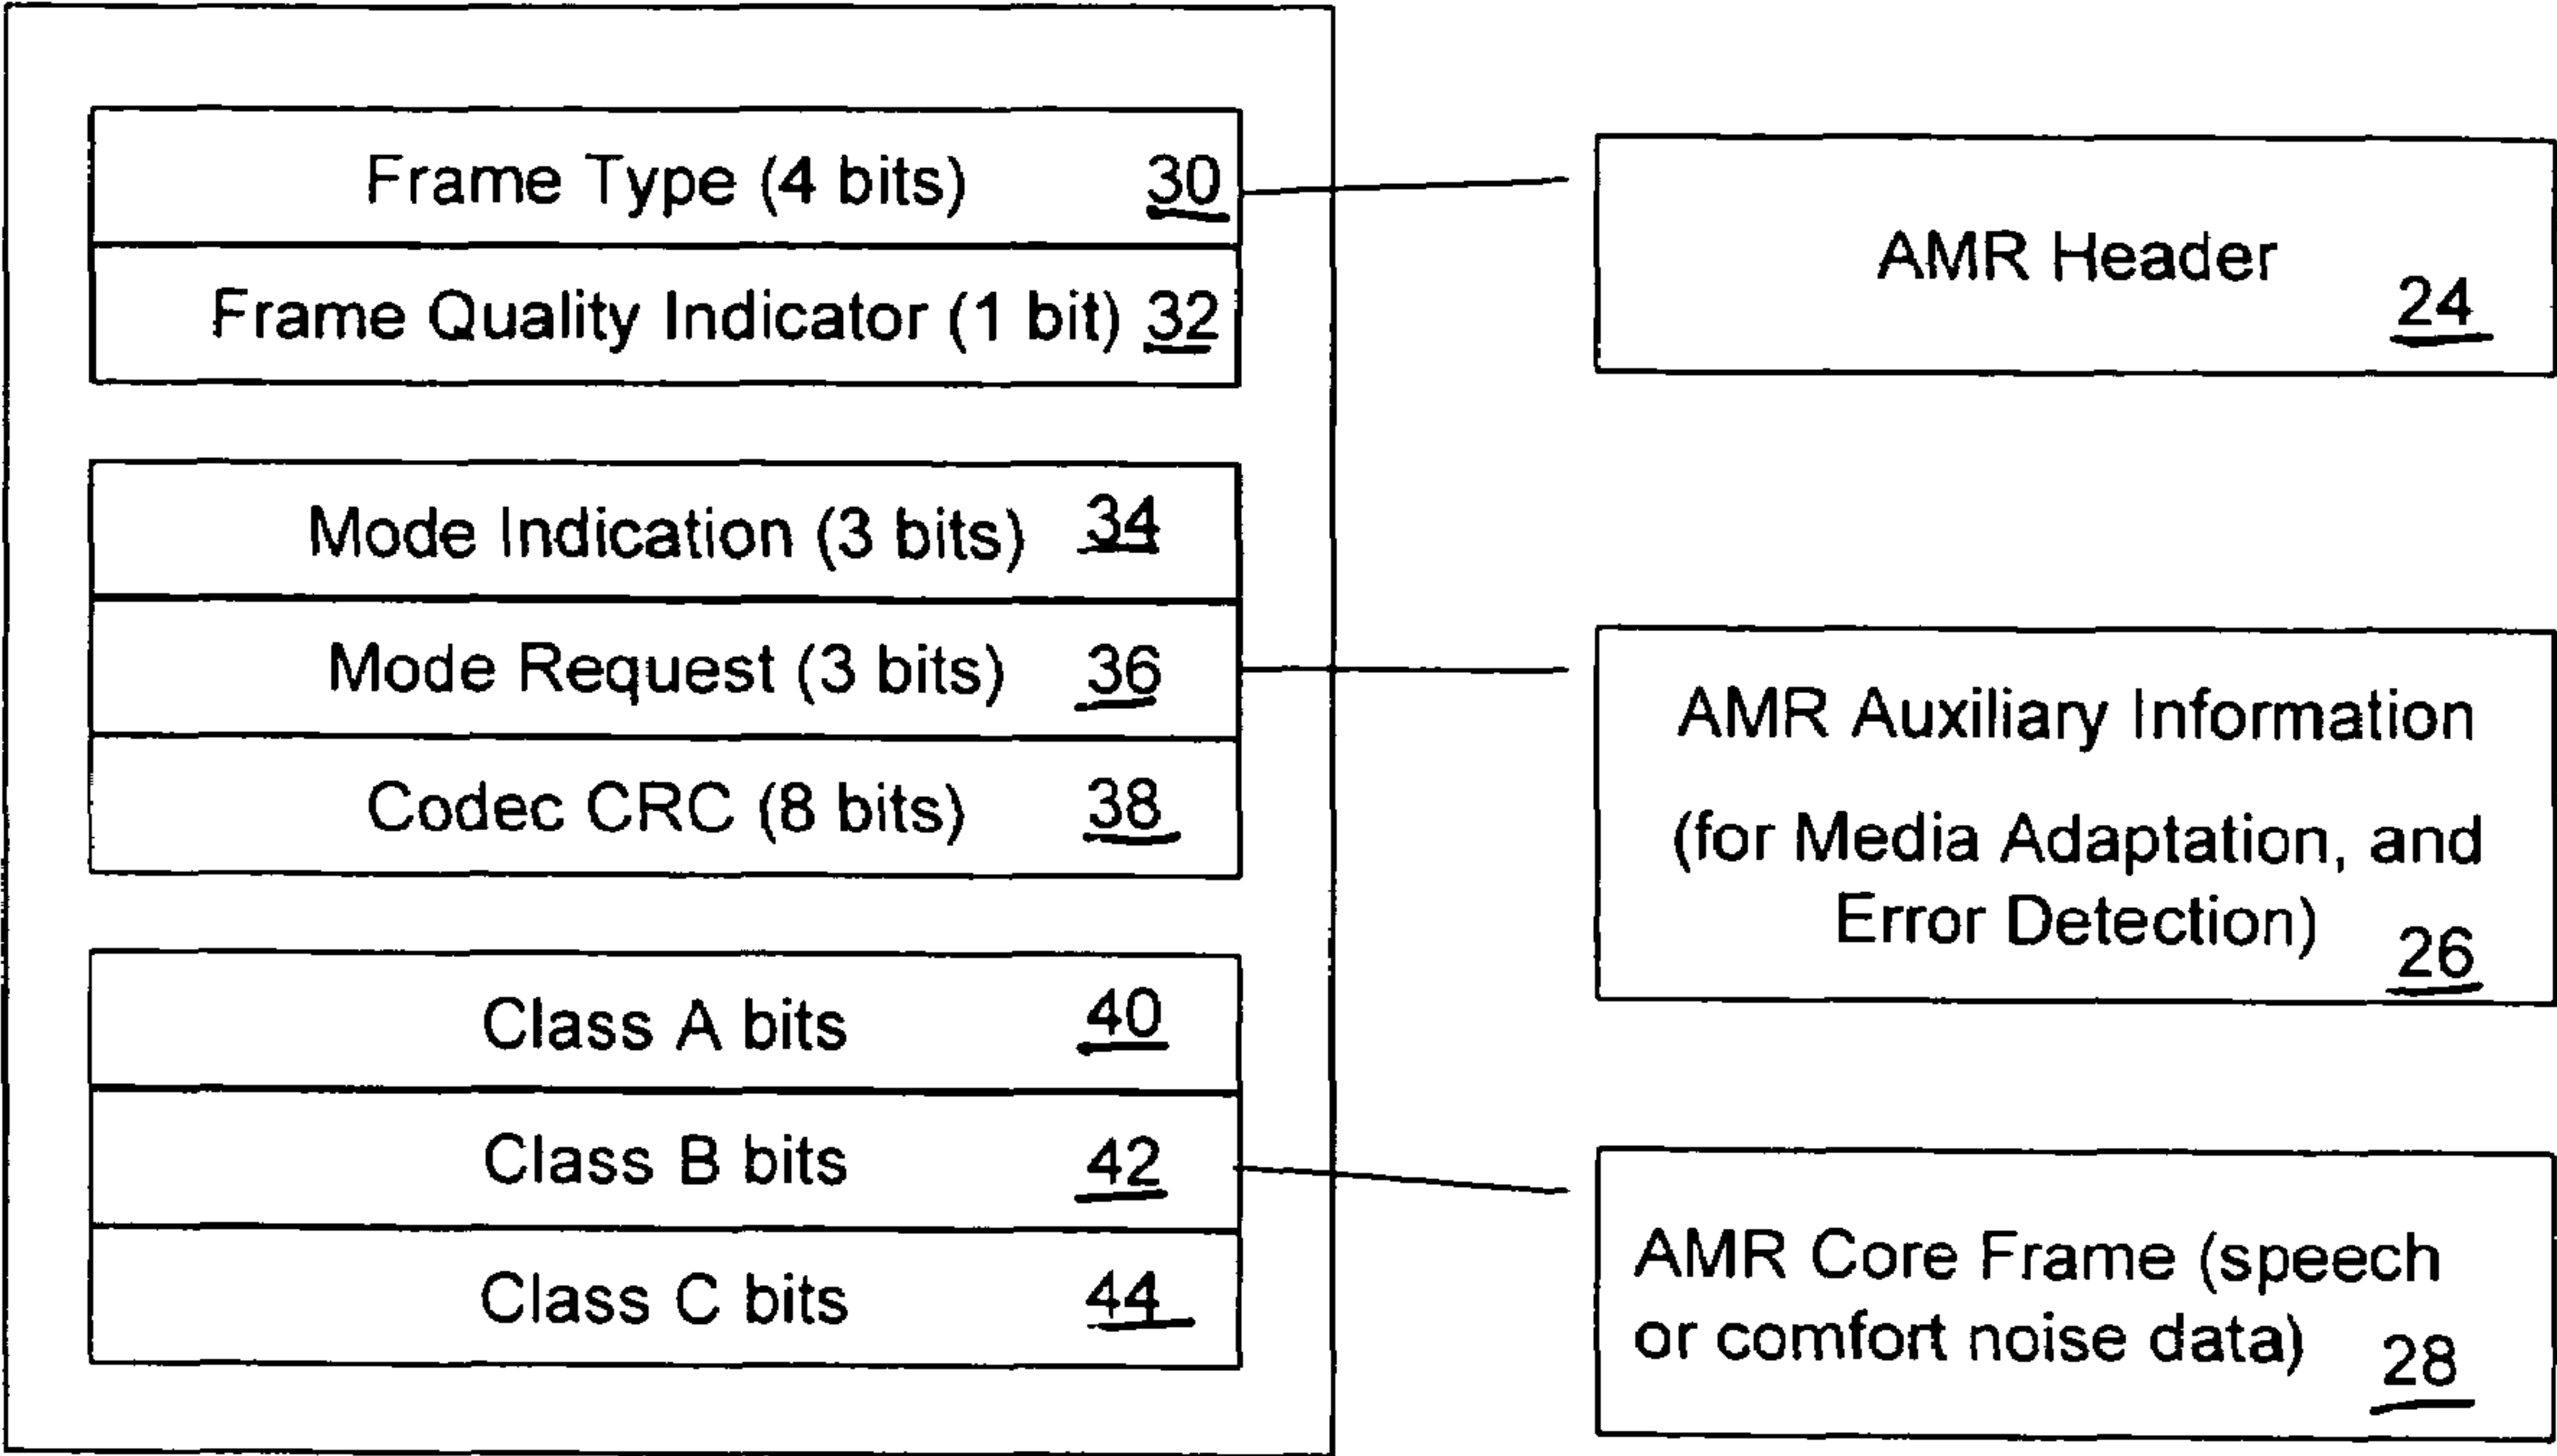 Frame Type (4 bits) 30
Frame Quality Indicator (1 bit) 32
Mode Indication (3 bits) 34
Mode Request (3 bits) 36
Codec CRC (8 bits) 38
Class A bits 40
Class B bits 42
Class C bits 44
AMR Header
24
AMR Auxiliary Information
(for Media Adaptation, and
Error Detection)
26
AMR Core Frame (speech
or comfort noise data)
28